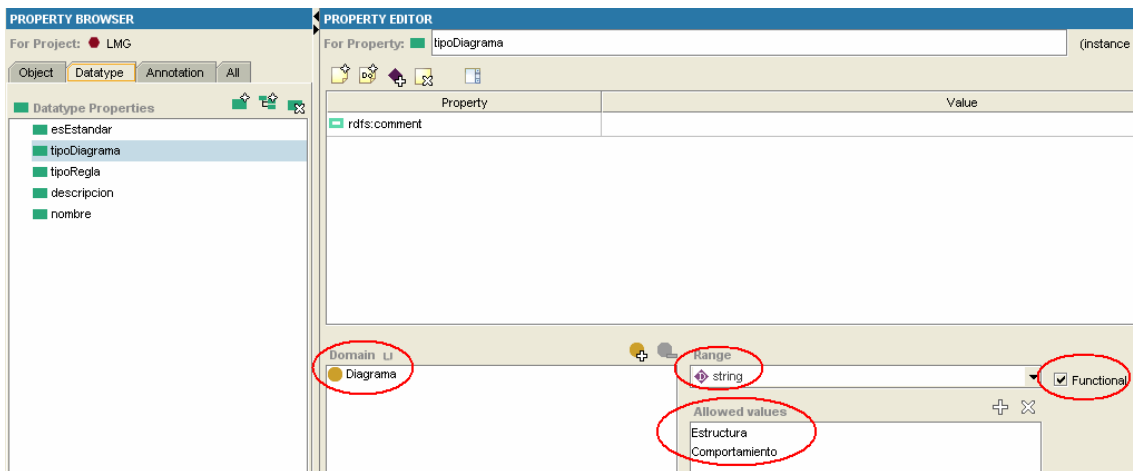 PROPERTY BROWSER
For Project: LMG
Object Datatype Annotation All
Datatype Properties
esEstandar
tipoDiagrama
tipoRegla
descripcion
nombre
PROPERTY EDITOR
For Property: tipoDiagrama (instance
Property Value
rdfs:comment
Domain
Diagrama
Range
string
Functional
Allowed values
Estructura
Comportamiento